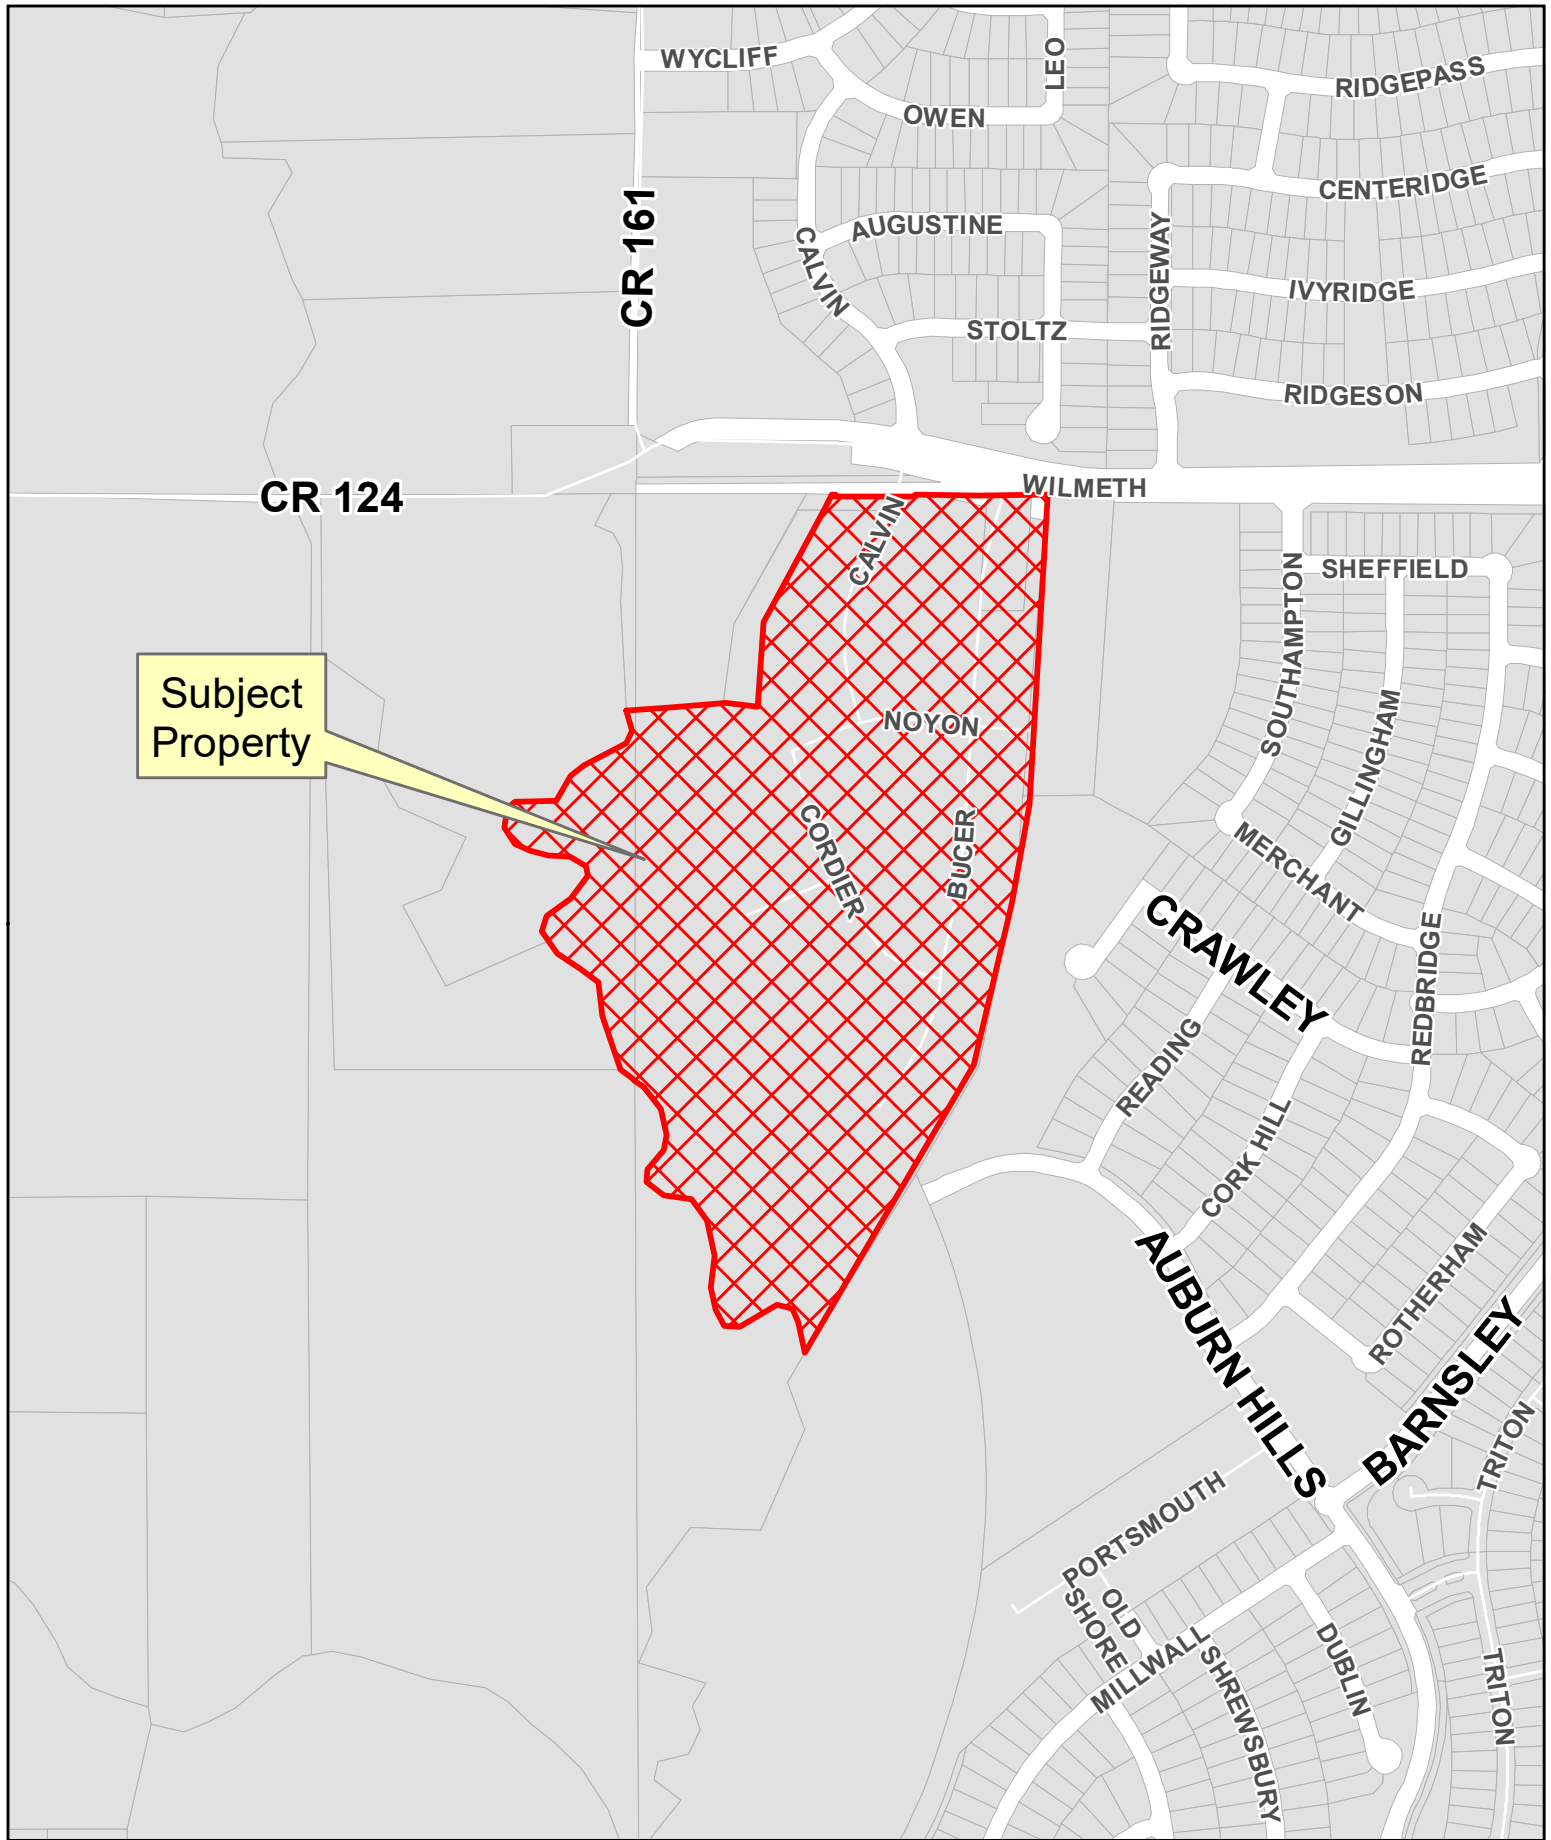 WYCLIFF
LEO
RIDGEPASS
OWEN
CENTERIDGE
CR 161
AUGUSTINE
CALVIN
RIDGEWAY
IVYRIDGE
STOLTZ
RIDGESON
CR 124
WILMETH
CALVIN
SHEFFIELD
SOUTHAMPTON
Subject
Property
NOYON
GILLINGHAM
CORDIER
BUCER
MERCHANT
CRAWLEY
REDBRIDGE
READING
CORK HILL
AUBURN HILLS
ROTHERHAM
BARNSLEY
TRITON
PORTSMOUTH
OLD
SHORE
MILLWALL
SHREWSBURY
DUBLIN
TRITON